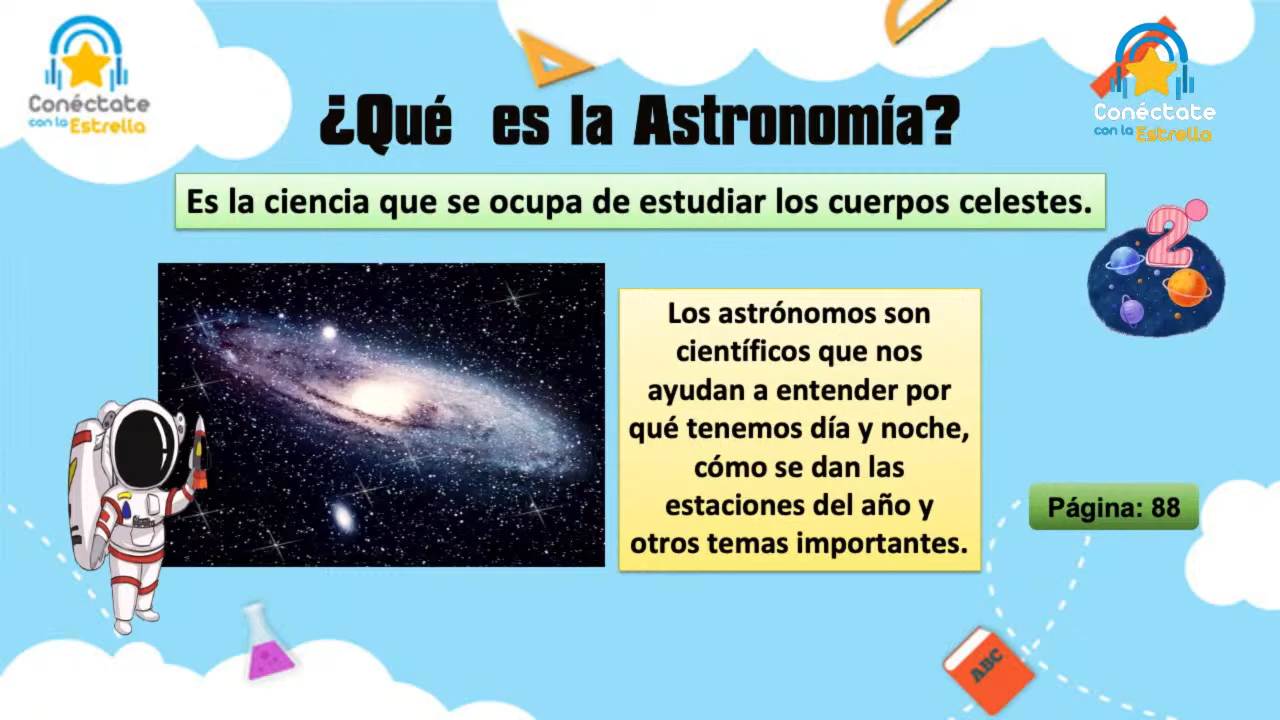 Conéctate
con la Estrella
Conéctate
con la Estrella
¿Qué es la Astronomía?
Es la ciencia que se ocupa de estudiar los cuerpos celestes.
2
Los astrónomos son
científicos que nos
ayudan a entender por
qué tenemos día y noche,
cómo se dan las
estaciones del año y
otros temas importantes.
Página: 88
ABC